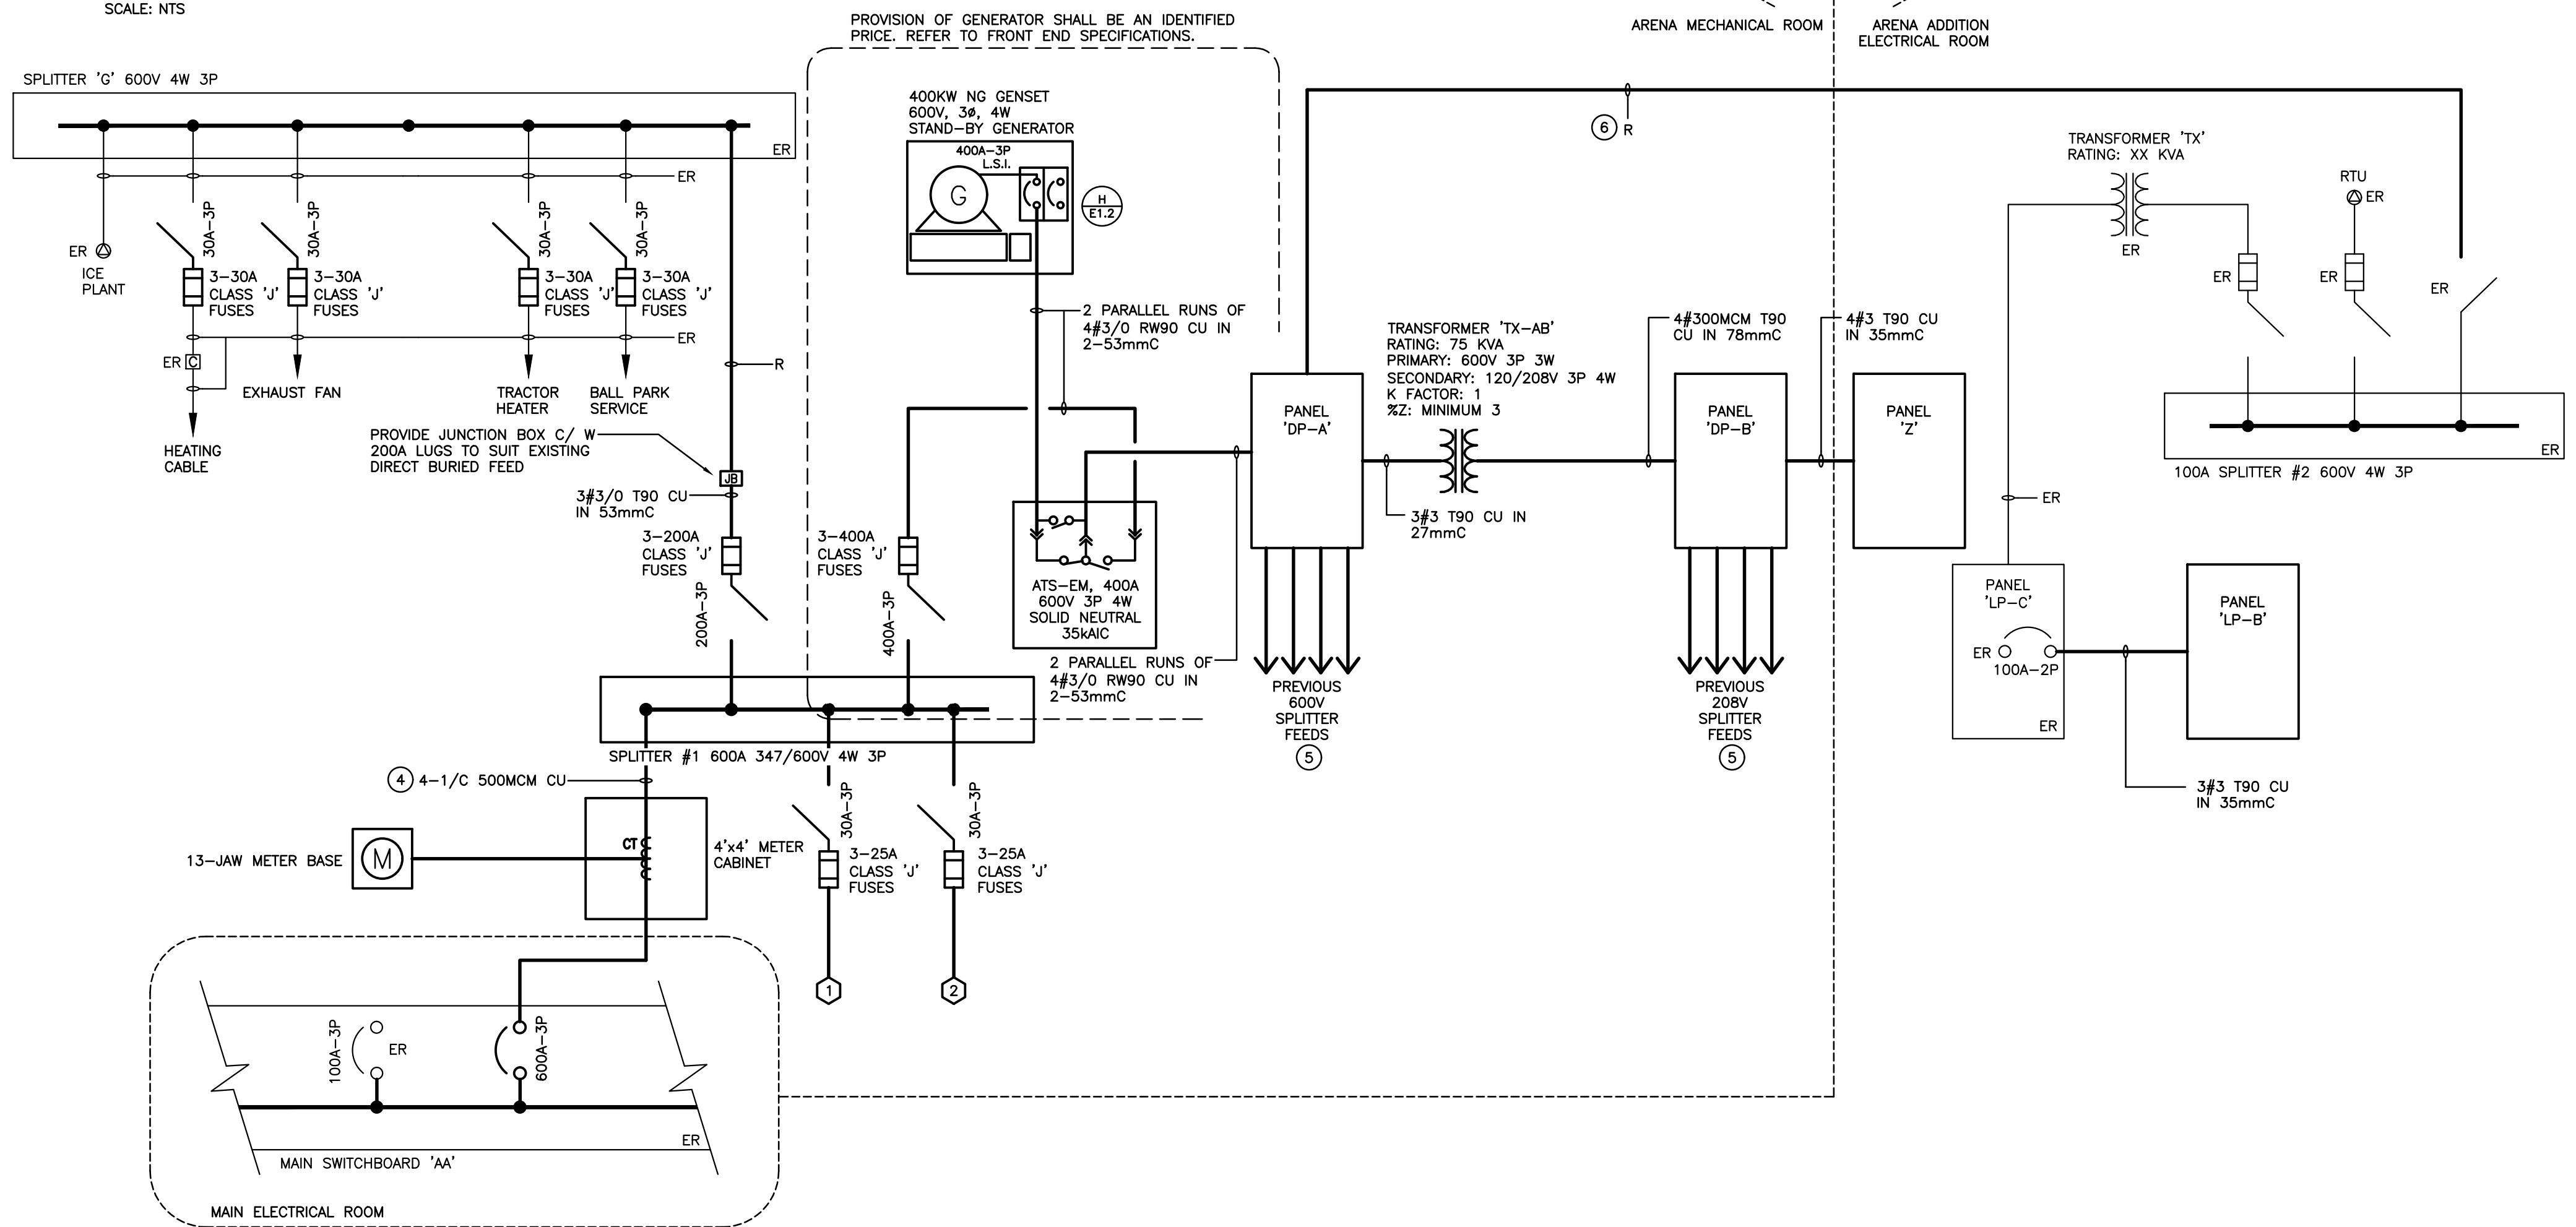 SCALE: NTS
PROVISION OF GENERATOR SHALL BE AN IDENTIFIED
PRICE. REFER TO FRONT END SPECIFICATIONS.
ARENA MECHANICAL ROOM
ARENA ADDITION
ELECTRICAL ROOM
SPLITTER 'G' 600V 4W 3P
ER
ER
ER
ICE
PLANT
30A-3P
3-30A
CLASS 'J'
FUSES
30A-3P
3-30A
CLASS 'J'
FUSES
30A-3P
3-30A
CLASS 'J'
FUSES
30A-3P
3-30A
CLASS 'J'
FUSES
ER
ER C
HEATING
CABLE
EXHAUST FAN
TRACTOR
HEATER
BALL PARK
SERVICE
R
PROVIDE JUNCTION BOX C/ W
200A LUGS TO SUIT EXISTING
DIRECT BURIED FEED
JB
3#3/0 T90 CU
IN 53mmC
3-200A
CLASS 'J'
FUSES
200A-3P
400KW NG GENSET
600V, 3ø, 4W
STAND-BY GENERATOR
400A-3P
L.S.I.
G
H
E1.2
2 PARALLEL RUNS OF
4#3/0 RW90 CU IN
2-53mmC
3-400A
CLASS 'J'
FUSES
400A-3P
ATS-EM, 400A
600V 3P 4W
SOLID NEUTRAL
35kAIC
2 PARALLEL RUNS OF
4#3/0 RW90 CU IN
2-53mmC
6 R
PANEL
'DP-A'
PREVIOUS
600V
SPLITTER
FEEDS
5
TRANSFORMER 'TX-AB'
RATING: 75 KVA
PRIMARY: 600V 3P 3W
SECONDARY: 120/208V 3P 4W
K FACTOR: 1
%Z: MINIMUM 3
3#3 T90 CU IN
27mmC
4#300MCM T90
CU IN 78mmC
PANEL
'DP-B'
PREVIOUS
208V
SPLITTER
FEEDS
5
4#3 T90 CU
IN 35mmC
PANEL
'Z'
TRANSFORMER 'TX'
RATING: XX KVA
ER
RTU
ER
ER
ER
ER
ER
100A SPLITTER #2 600V 4W 3P
ER
PANEL
'LP-C'
ER
100A-2P
ER
PANEL
'LP-B'
3#3 T90 CU
IN 35mmC
SPLITTER #1 600A 347/600V 4W 3P
4 4-1/C 500MCM CU
CT
4'x4' METER
CABINET
13-JAW METER BASE
M
30A-3P
3-25A
CLASS 'J'
FUSES
1
30A-3P
3-25A
CLASS 'J'
FUSES
2
100A-3P
ER
600A-3P
ER
MAIN SWITCHBOARD 'AA'
MAIN ELECTRICAL ROOM